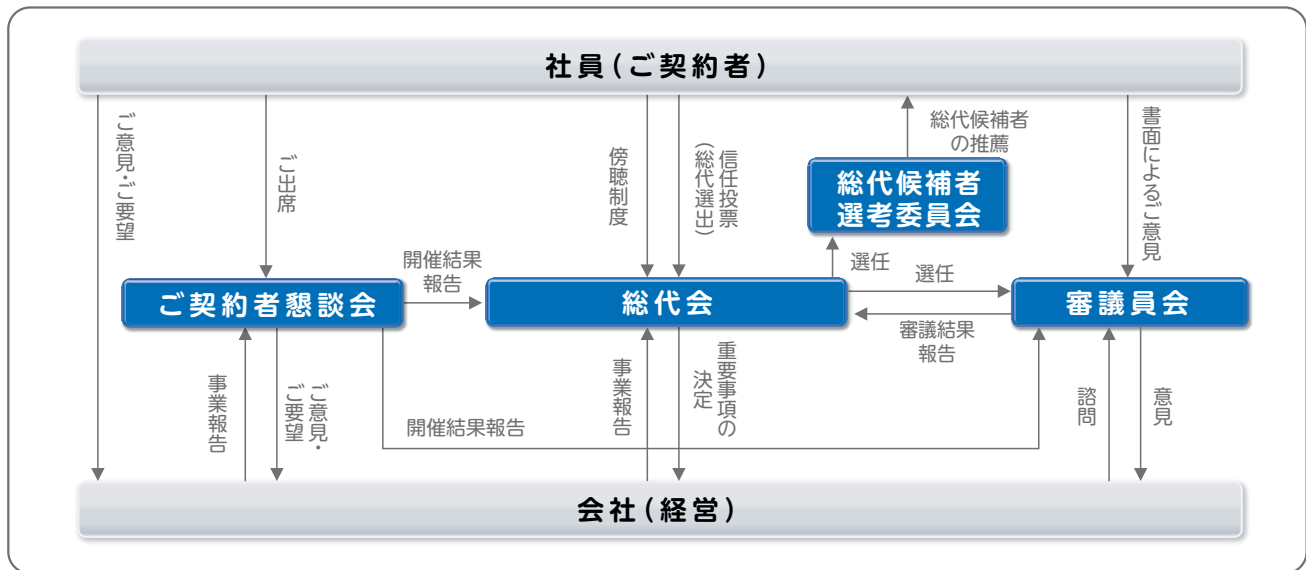 社員（ご契約者）
ご意見・ご要望
ご出席
傍聴制度
信任投票
（総代選出）
総代候補者
の推薦
書面によるご意見
総代候補者
選考委員会
開催結果
報告
選任
選任
ご契約者懇談会
総代会
審議員会
審議結果
報告
事業報告
ご意見・
ご要望
開催結果報告
事業報告
重要事項の
決定
諮問
意見
会社（経営）